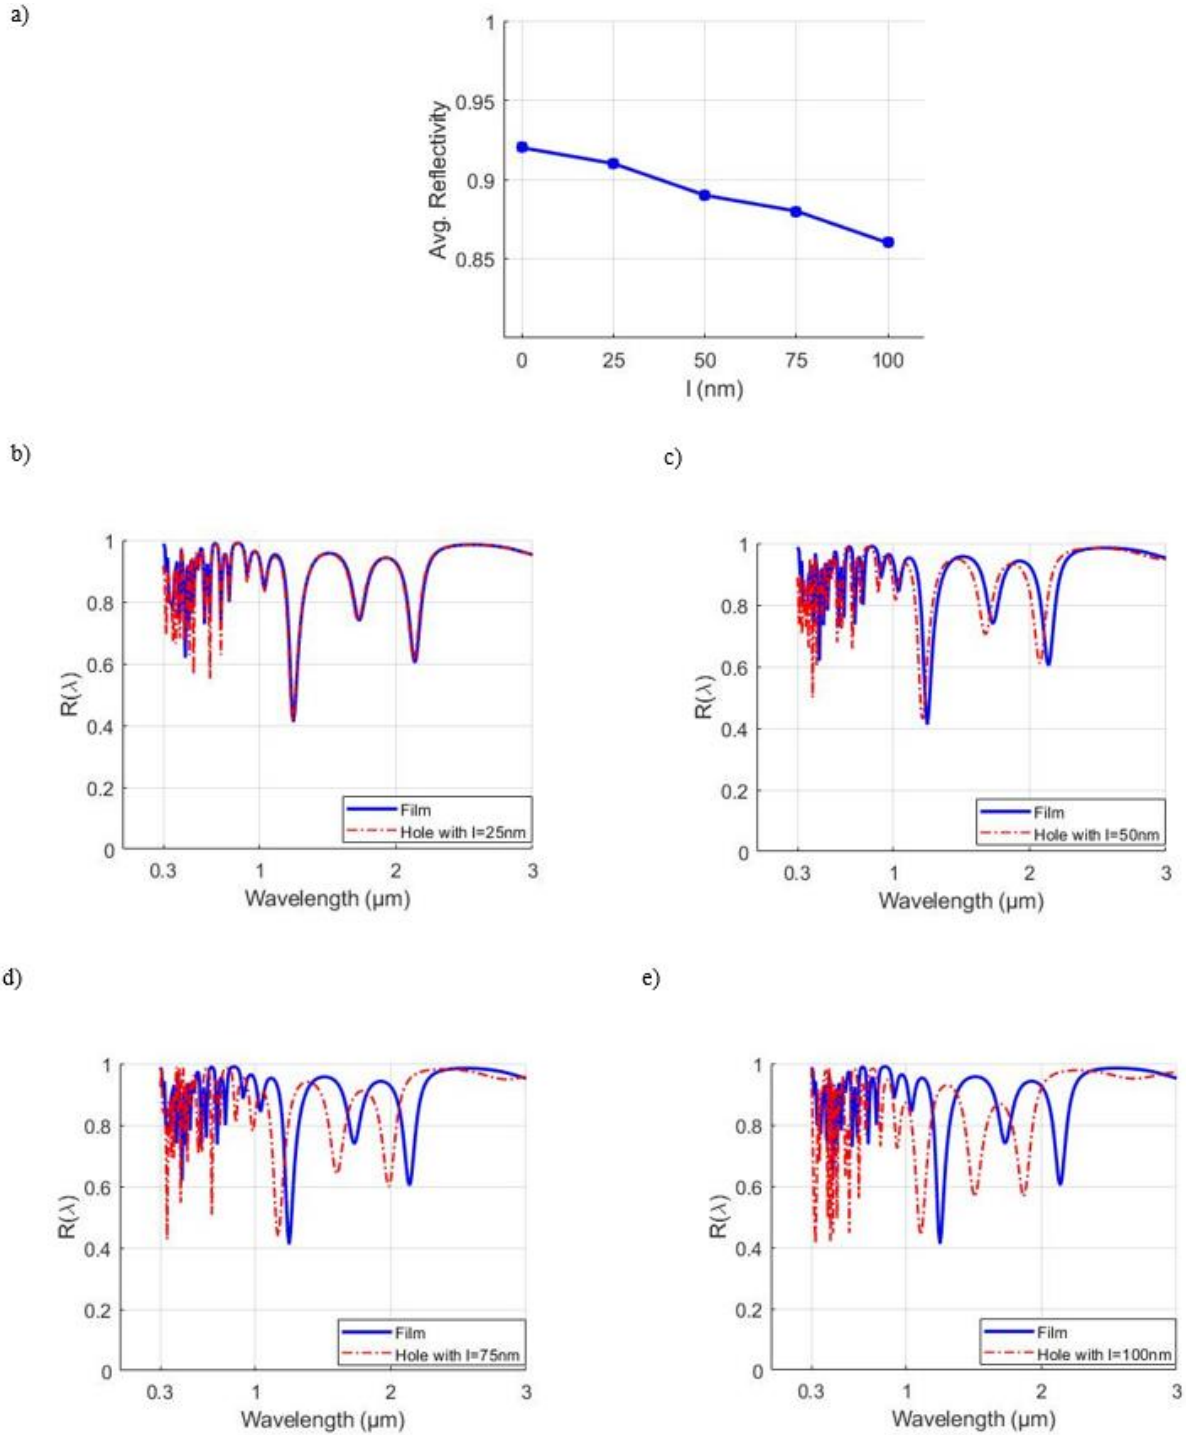 a)
1
0.95
0.9
0.85
Avg. Reflectivity
0 25 50 75 100
l (nm)
b)
1
0.8
0.6
0.4
0.2
0
R(λ)
Film
Hole with l=25nm
0.3 1 2 3
Wavelength (μm)
c)
1
0.8
0.6
0.4
0.2
0
R(λ)
Film
Hole with l=50nm
0.3 1 2 3
Wavelength (μm)
d)
1
0.8
0.6
0.4
0.2
0
R(λ)
Film
Hole with l=75nm
0.3 1 2 3
Wavelength (μm)
e)
1
0.8
0.6
0.4
0.2
0
R(λ)
Film
Hole with l=100nm
0.3 1 2 3
Wavelength (μm)